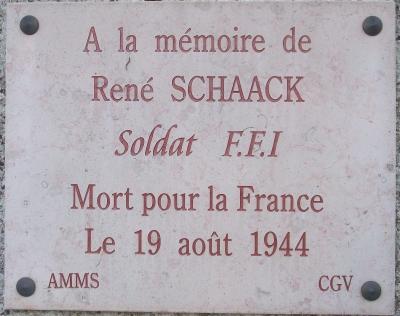 A la mémoire de
René SCHAACK
Soldat F.F.I
Mort pour la France
Le 19 août 1944
AMMS CGV